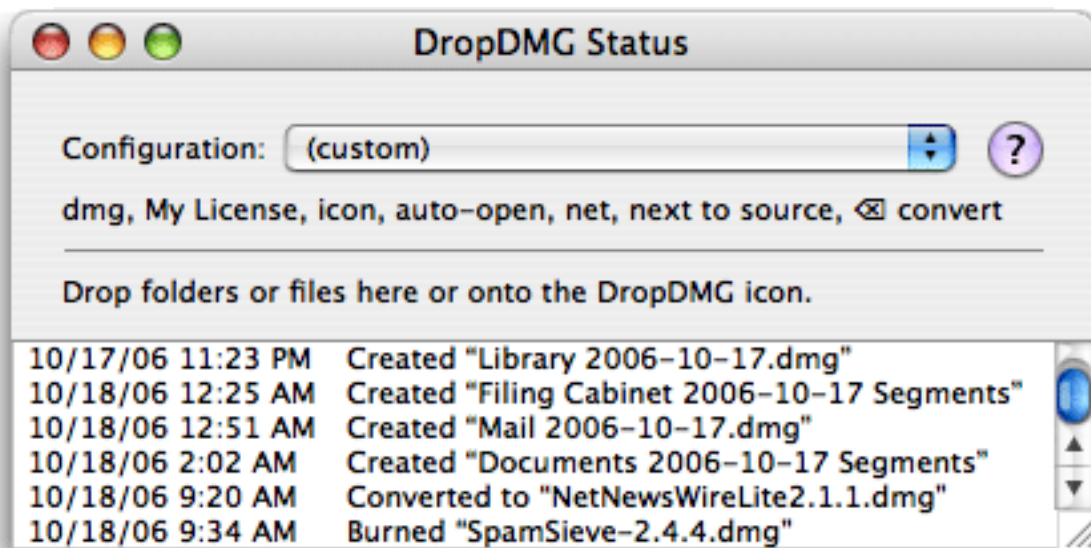 DropDMG Status
Configuration: (custom) ?
dmg, My License, icon, auto-open, net, next to source, ⌫ convert
Drop folders or files here or onto the DropDMG icon.
10/17/06 11:23 PM Created “Library 2006-10-17.dmg”
10/18/06 12:25 AM Created “Filing Cabinet 2006-10-17 Segments”
10/18/06 12:51 AM Created “Mail 2006-10-17.dmg”
10/18/06 2:02 AM Created “Documents 2006-10-17 Segments”
10/18/06 9:20 AM Converted to “NetNewsWireLite2.1.1.dmg”
10/18/06 9:34 AM Burned “SpamSieve-2.4.4.dmg”